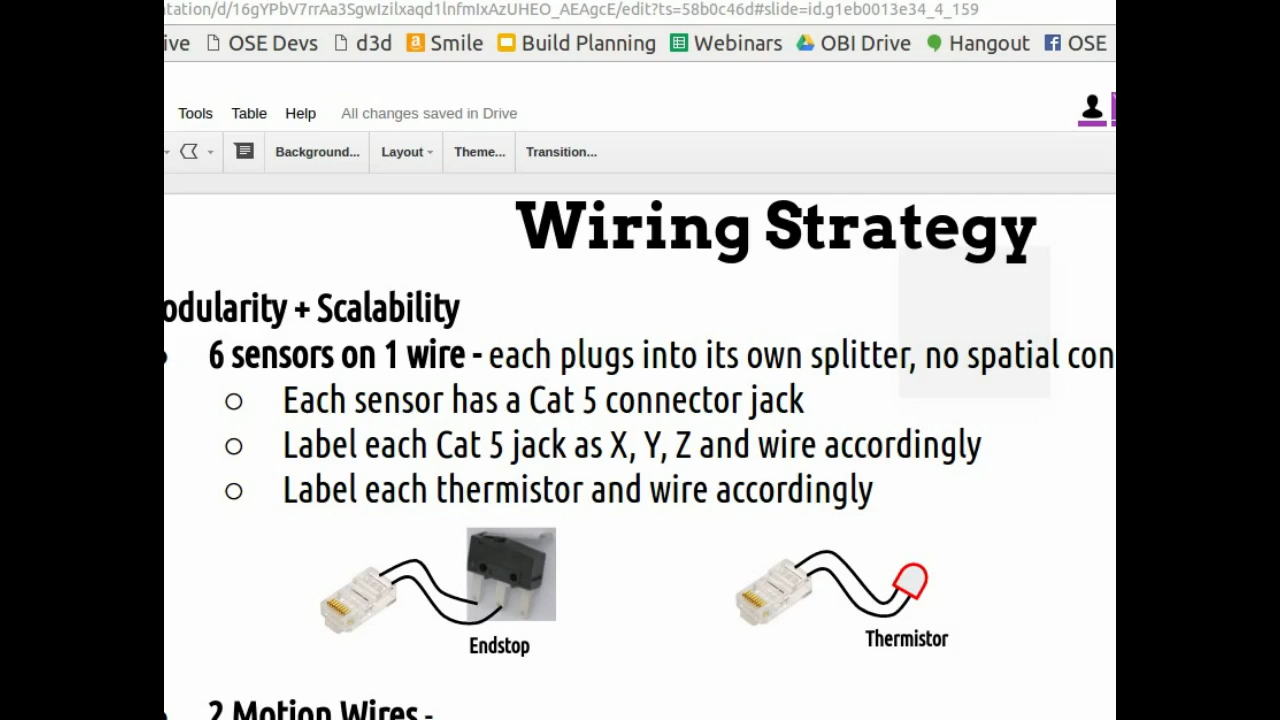 ntation/d/16gYPbV7rrAa3SgwIzilxaqd1lnfmIxAzUHEO_AEAgcE/edit?ts=58b0c46d#slide=id.g1eb0013e34_4_159
ive OSE Devs d3d Smile Build Planning Webinars OBI Drive Hangout OSE
Tools Table Help All changes saved in Drive
Background... Layout Theme... Transition...
Wiring Strategy
odularity + Scalability
6 sensors on 1 wire - each plugs into its own splitter, no spatial con
Each sensor has a Cat 5 connector jack
Label each Cat 5 jack as X, Y, Z and wire accordingly
Label each thermistor and wire accordingly
Endstop
Thermistor
2 Motion Wires -